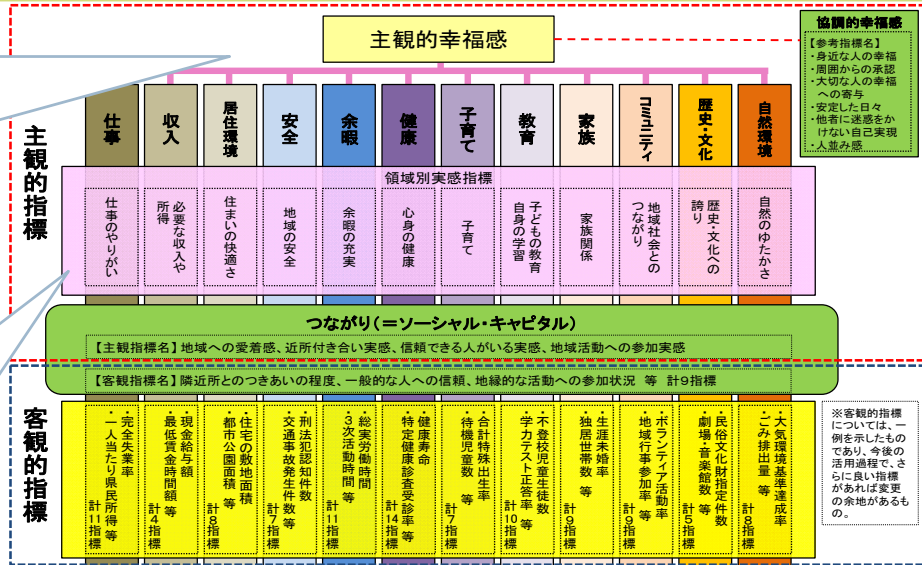 主観的幸福感
協調的幸福感
【参考指標名】
・身近な人の幸福
・周囲からの承認
・大切な人の幸福
への寄与
・安定した日々
・他者に迷惑をか
けない自己実現
・人並み感
主観的指標
仕事
収入
居住環境
安全
余暇
健康
子育て
教育
家族
コミュニティ
歴史・文化
自然環境
領域別実感指標
仕事のやりがい
必要な収入や
所得
住まいの快適さ
地域の安全
余暇の充実
心身の健康
子育て
子どもの教育
自身の学習
家族関係
地域社会との
つながり
歴史・文化への
誇り
自然のゆたかさ
つながり(=ソーシャル・キャピタル)
【主観指標名】地域への愛着感、近所付き合い実感、信頼できる人がいる実感、地域活動への参加実感
【客観指標名】隣近所とのつきあいの程度、一般的な人への信頼、地縁的な活動への参加状況 等 計9指標
客観的指標
・完全失業率
・一人当たり県民所得 等
計11指標
・現金給与額
・最低賃金時間額 等
計4指標
・住宅の敷地面積
・都市公園面積 等
計8指標
・刑法犯認知件数
・交通事故発生件数 等
計7指標
・総実労働時間
・3次活動時間 等
計11指標
・健康寿命
・特定健康診査受診率 等
計14指標
・合計特殊出生率
・待機児童数 等
計7指標
・不登校児童生徒数
・学力テスト正答率 等
計10指標
・生涯未婚率
・独居世帯数 等
計9指標
・ボランティア活動率
・地域行事参加率 等
計9指標
・民俗文化財指定件数
・劇場・音楽館数 等
計5指標
・大気環境基準達成率
・ごみ排出量 等
計8指標
※客観的指標
については、一
例を示したもの
であり、今後の
活用過程で、さ
らに良い指標
があれば変更
の余地があるも
の。